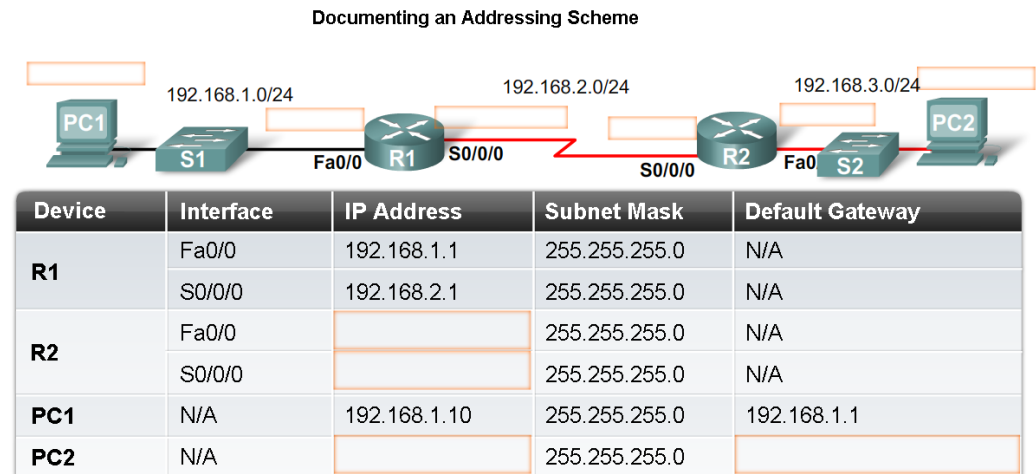 Documenting an Addressing Scheme
192.168.1.0/24
192.168.2.0/24
192.168.3.0/24
PC1
S1
Fa0/0
R1
S0/0/0
S0/0/0
R2
Fa0
S2
PC2
Device Interface IP Address Subnet Mask Default Gateway
R1 Fa0/0 192.168.1.1 255.255.255.0 N/A
S0/0/0 192.168.2.1 255.255.255.0 N/A
R2 Fa0/0 255.255.255.0 N/A
S0/0/0 255.255.255.0 N/A
PC1 N/A 192.168.1.10 255.255.255.0 192.168.1.1
PC2 N/A 255.255.255.0